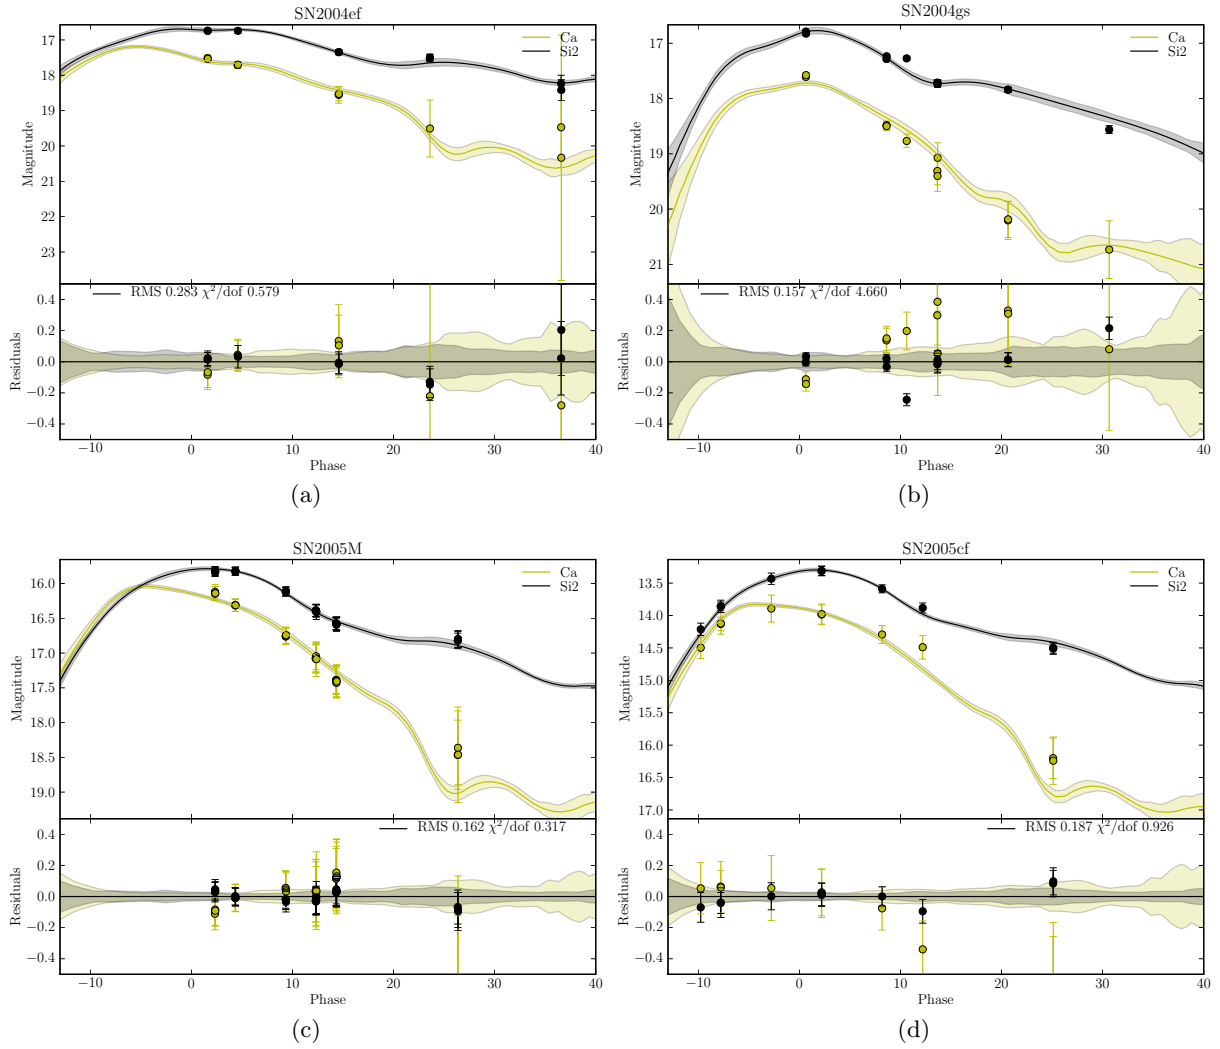 SN2004ef
Ca
Si2
17
18
19
20
21
22
23
Magnitude
RMS 0.283 χ²/dof 0.579
0.4
0.2
0.0
−0.2
−0.4
Residuals
−10 0 10 20 30 40
Phase
(a)
SN2004gs
Ca
Si2
17
18
19
20
21
Magnitude
RMS 0.157 χ²/dof 4.660
0.4
0.2
0.0
−0.2
−0.4
Residuals
−10 0 10 20 30 40
Phase
(b)
SN2005M
Ca
Si2
16.0
16.5
17.0
17.5
18.0
18.5
19.0
Magnitude
RMS 0.162 χ²/dof 0.317
0.4
0.2
0.0
−0.2
−0.4
Residuals
−10 0 10 20 30 40
Phase
(c)
SN2005cf
Ca
Si2
13.5
14.0
14.5
15.0
15.5
16.0
16.5
17.0
Magnitude
RMS 0.187 χ²/dof 0.926
0.4
0.2
0.0
−0.2
−0.4
Residuals
−10 0 10 20 30 40
Phase
(d)